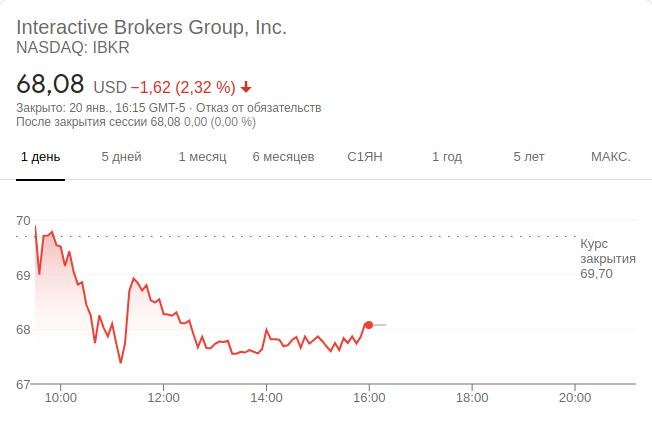 Interactive Brokers Group, Inc.
NASDAQ: IBKR
68,08 USD −1,62 (2,32 %)
Закрыто: 20 янв., 16:15 GMT-5 · Отказ от обязательств
После закрытия сессии 68,08 0,00 (0,00 %)
1 день 5 дней 1 месяц 6 месяцев С1ЯН 1 год 5 лет МАКС.
70
Курс
закрытия
69,70
69
68
67
10:00 12:00 14:00 16:00 18:00 20:00